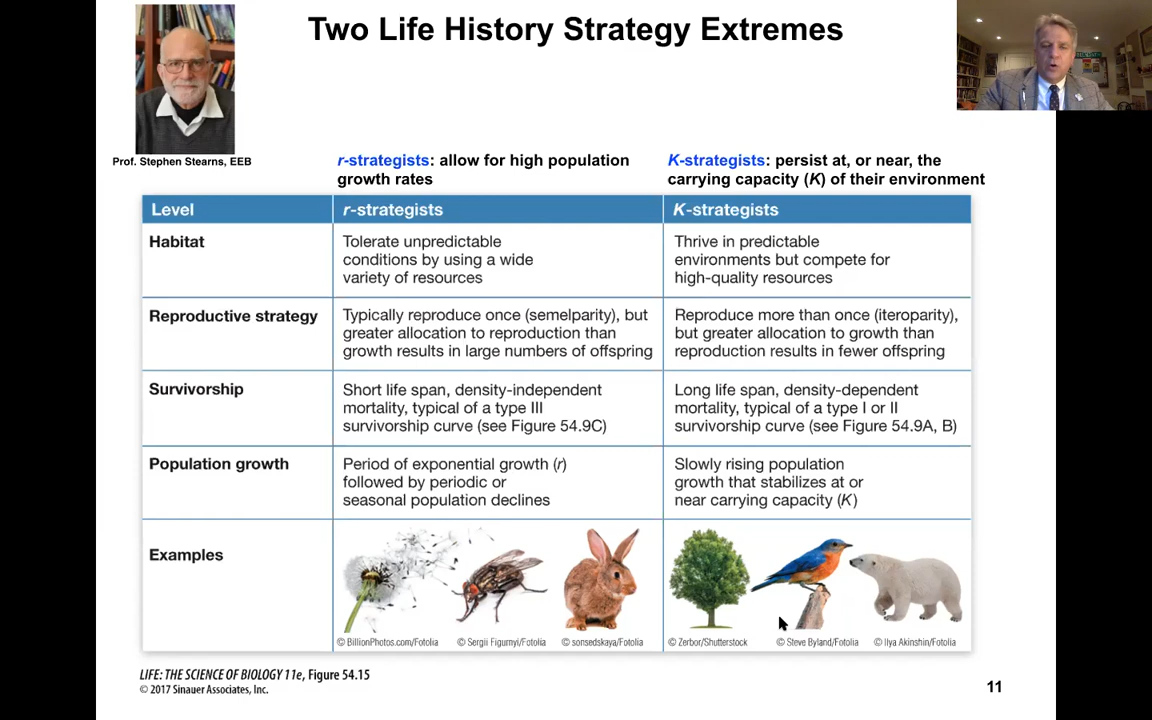 Two Life History Strategy Extremes
Prof. Stephen Stearns, EEB
r-strategists: allow for high population
growth rates
K-strategists: persist at, or near, the
carrying capacity (K) of their environment
Level
r-strategists
K-strategists
Habitat
Tolerate unpredictable
conditions by using a wide
variety of resources
Thrive in predictable
environments but compete for
high-quality resources
Reproductive strategy
Typically reproduce once (semelparity), but
greater allocation to reproduction than
growth results in large numbers of offspring
Reproduce more than once (iteroparity),
but greater allocation to growth than
reproduction results in fewer offspring
Survivorship
Short life span, density-independent
mortality, typical of a type III
survivorship curve (see Figure 54.9C)
Long life span, density-dependent
mortality, typical of a type I or II
survivorship curve (see Figure 54.9A, B)
Population growth
Period of exponential growth (r)
followed by periodic or
seasonal population declines
Slowly rising population
growth that stabilizes at or
near carrying capacity (K)
Examples
© BillionPhotos.com/Fotolia
© Sergii Figurnyi/Fotolia
© sonsedskaya/Fotolia
© Zerbor/Shutterstock
© Steve Byland/Fotolia
© Ilya Akinshin/Fotolia
LIFE: THE SCIENCE OF BIOLOGY 11e, Figure 54.15
© 2017 Sinauer Associates, Inc.
11